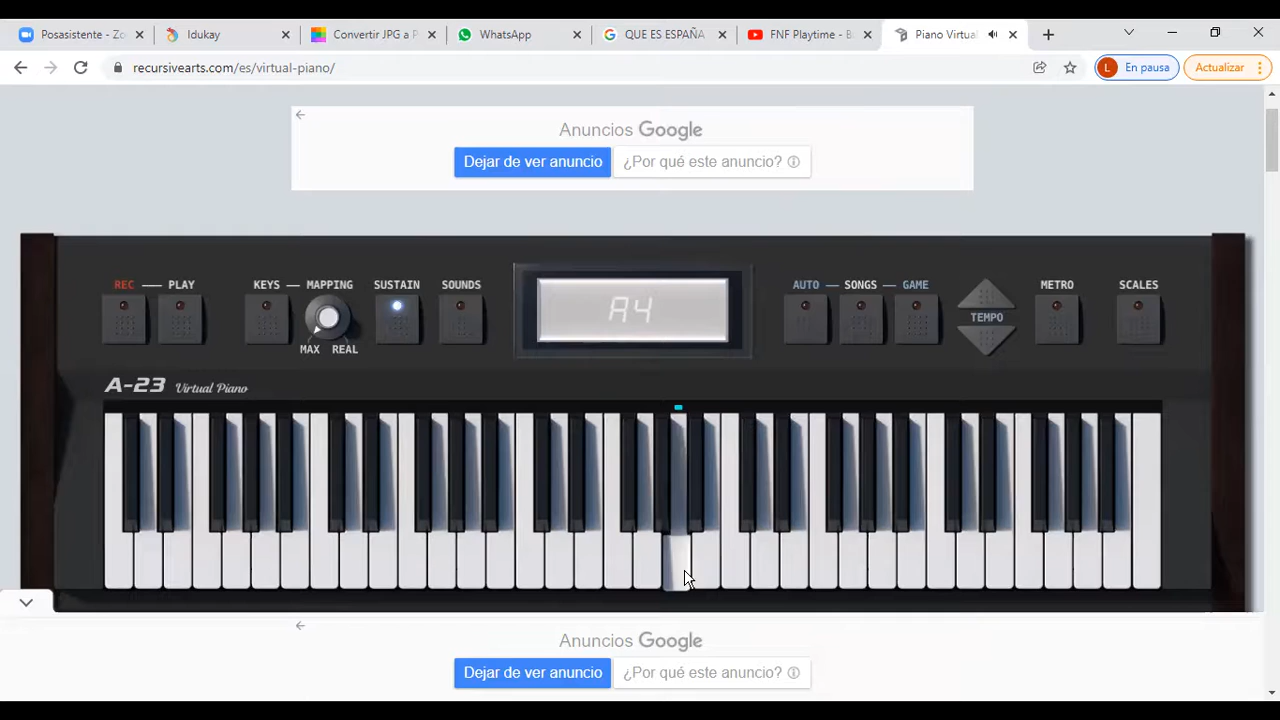 Posasistente - Zo
Idukay
Convertir JPG a P
WhatsApp
QUE ES ESPAÑA
FNF Playtime - B
Piano Virtual
recursivearts.com/es/virtual-piano/
L En pausa
Actualizar
Anuncios Google
Dejar de ver anuncio
¿Por qué este anuncio?
REC PLAY KEYS MAPPING SUSTAIN SOUNDS
AUTO SONGS GAME METRO SCALES
A4
TEMPO
MAX REAL
A-23 Virtual Piano
Anuncios Google
Dejar de ver anuncio
¿Por qué este anuncio?